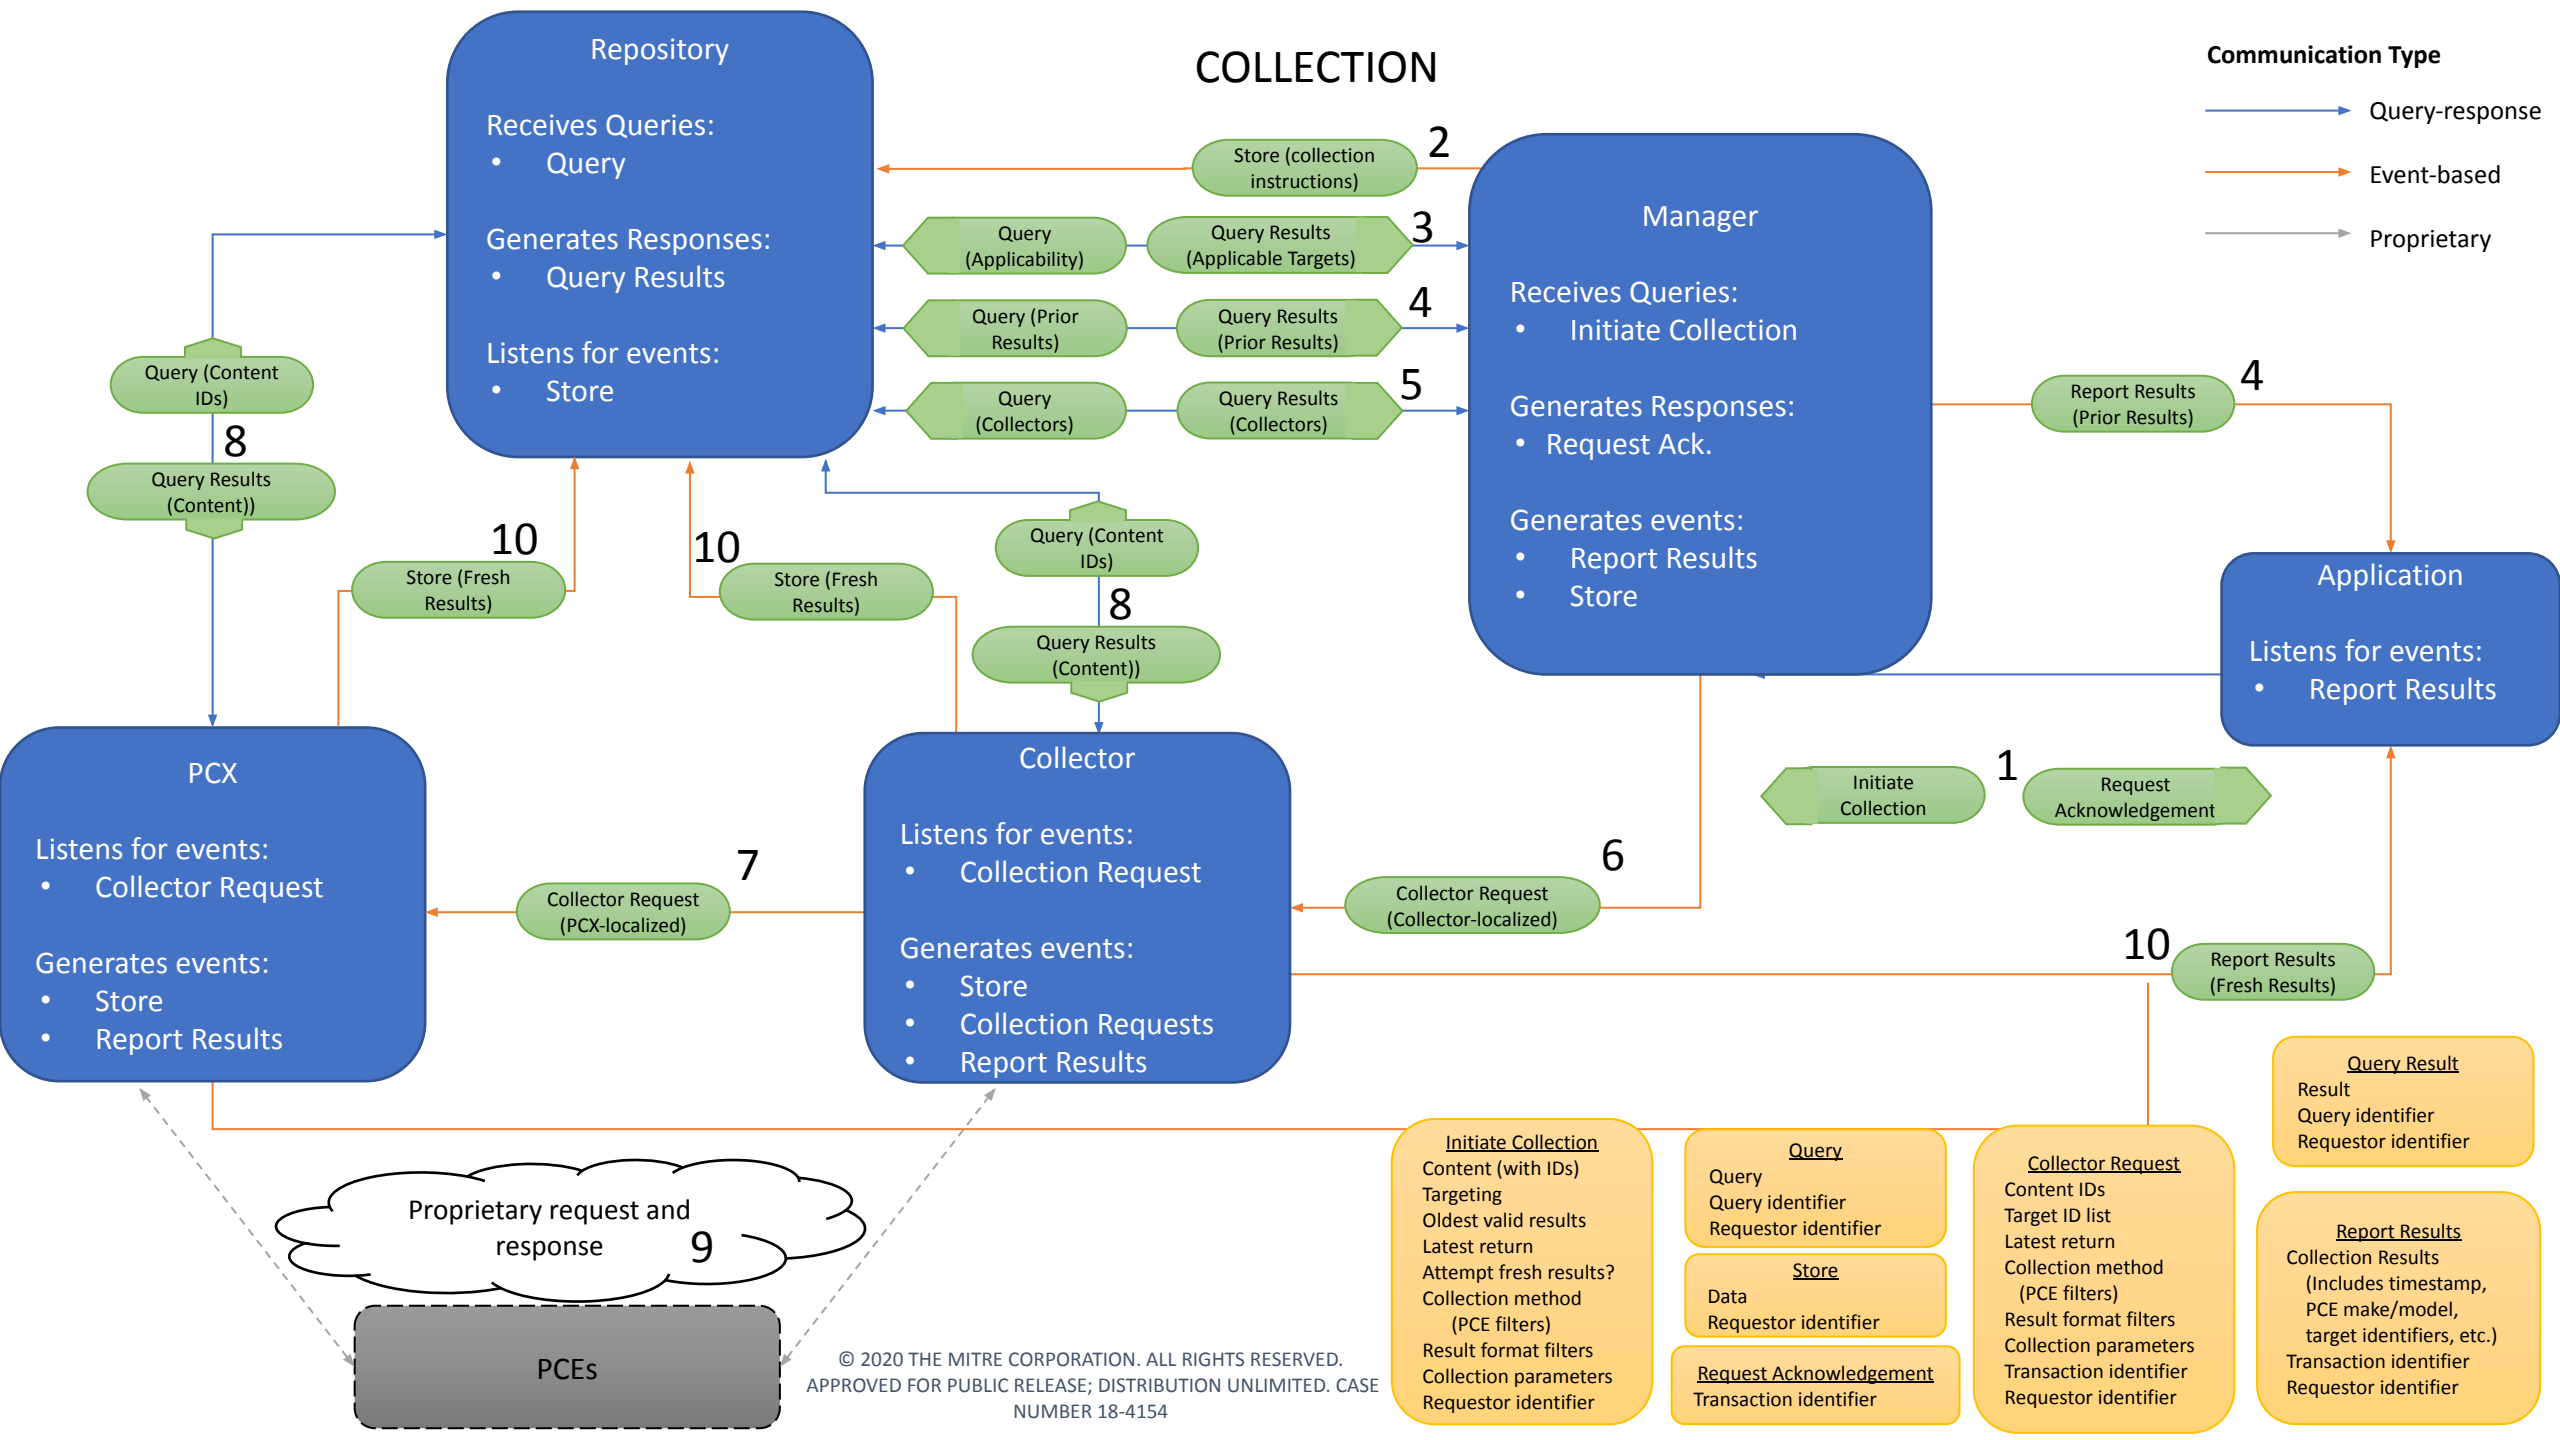 COLLECTION
Repository
Receives Queries:
• Query
Generates Responses:
• Query Results
Listens for events:
• Store
Communication Type
Query-response
Event-based
Proprietary
2
Store (collection
instructions)
3
Query
(Applicability)
Query Results
(Applicable Targets)
4
Query (Prior
Results)
Query Results
(Prior Results)
5
Query
(Collectors)
Query Results
(Collectors)
Manager
Receives Queries:
• Initiate Collection
Generates Responses:
• Request Ack.
Generates events:
• Report Results
• Store
Report Results
(Prior Results)
4
Query (Content
IDs)
8
Query Results
(Content))
10
Store (Fresh
Results)
10
Store (Fresh
Results)
Query (Content
IDs)
8
Query Results
(Content))
Application
Listens for events:
• Report Results
Initiate
Collection
1
Request
Acknowledgement
PCX
Listens for events:
• Collector Request
Generates events:
• Store
• Report Results
7
Collector Request
(PCX-localized)
Collector
Listens for events:
• Collection Request
Generates events:
• Store
• Collection Requests
• Report Results
6
Collector Request
(Collector-localized)
10
Report Results
(Fresh Results)
Proprietary request and
response
9
PCEs
© 2020 THE MITRE CORPORATION. ALL RIGHTS RESERVED.
APPROVED FOR PUBLIC RELEASE; DISTRIBUTION UNLIMITED. CASE
NUMBER 18-4154
Initiate Collection
Content (with IDs)
Targeting
Oldest valid results
Latest return
Attempt fresh results?
Collection method
(PCE filters)
Result format filters
Collection parameters
Requestor identifier
Query
Query
Query identifier
Requestor identifier
Store
Data
Requestor identifier
Request Acknowledgement
Transaction identifier
Collector Request
Content IDs
Target ID list
Latest return
Collection method
(PCE filters)
Result format filters
Collection parameters
Transaction identifier
Requestor identifier
Query Result
Result
Query identifier
Requestor identifier
Report Results
Collection Results
(Includes timestamp,
PCE make/model,
target identifiers, etc.)
Transaction identifier
Requestor identifier